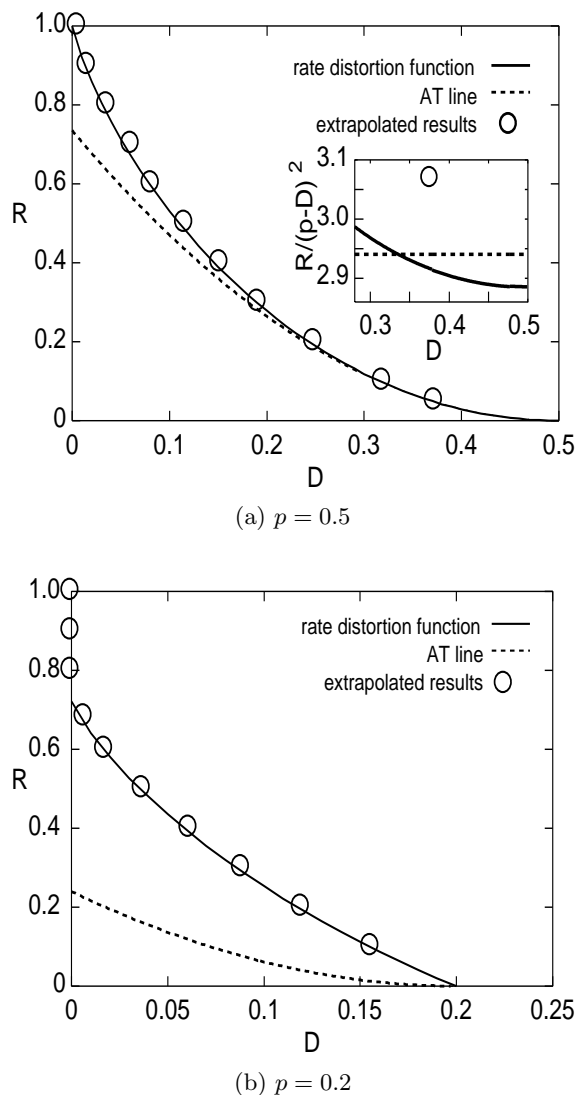 1.0
0.8
0.6
R
0.4
0.2
0
0 0.1 0.2 0.3 0.4 0.5
D
rate distortion function
AT line
extrapolated results
R/(p-D) 2
3.1
3.0
2.9
0.3 0.4 0.5
D
(a) p = 0.5
1.0
0.8
0.6
R
0.4
0.2
0
0 0.05 0.1 0.15 0.2 0.25
D
rate distortion function
AT line
extrapolated results
(b) p = 0.2